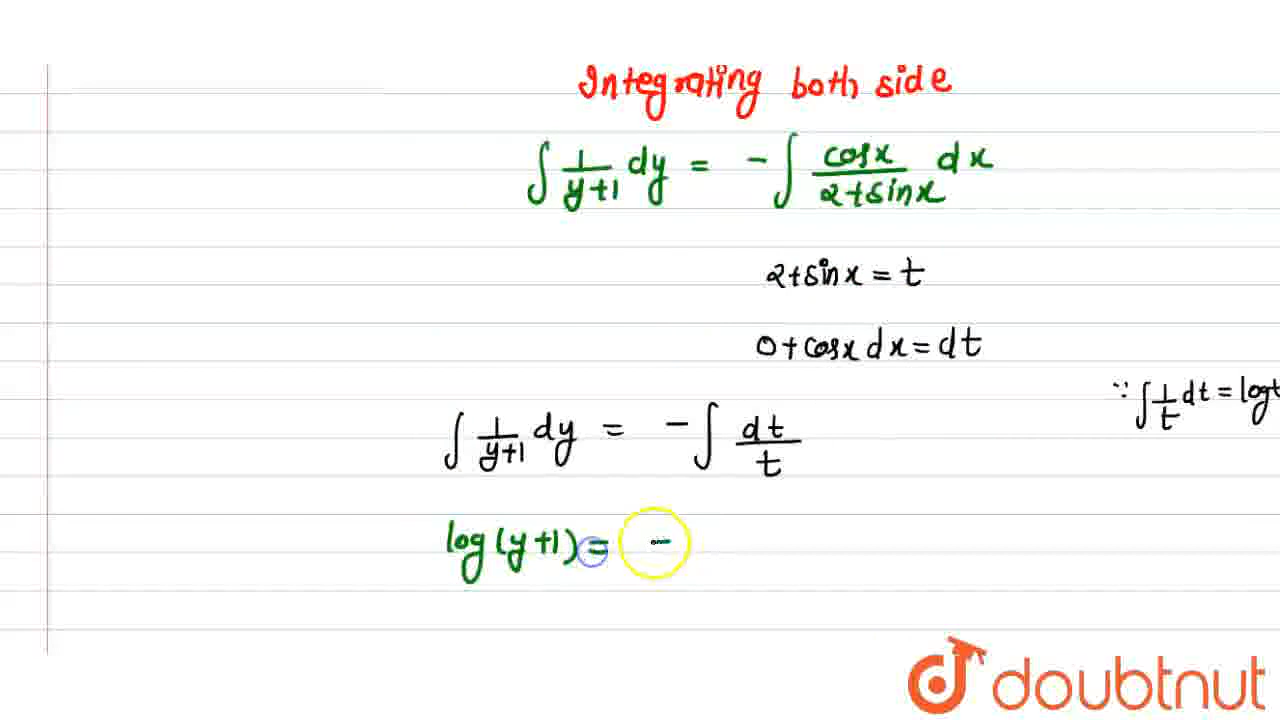 Integrating both side
∫ 1/(y+1) dy = - ∫ cosx/(2+sinx) dx
2+sinx = t
0+cosx dx = dt
∵ ∫ 1/t dt = logt
∫ 1/(y+1) dy = - ∫ dt/t
log(y+1) = -
doubtnut